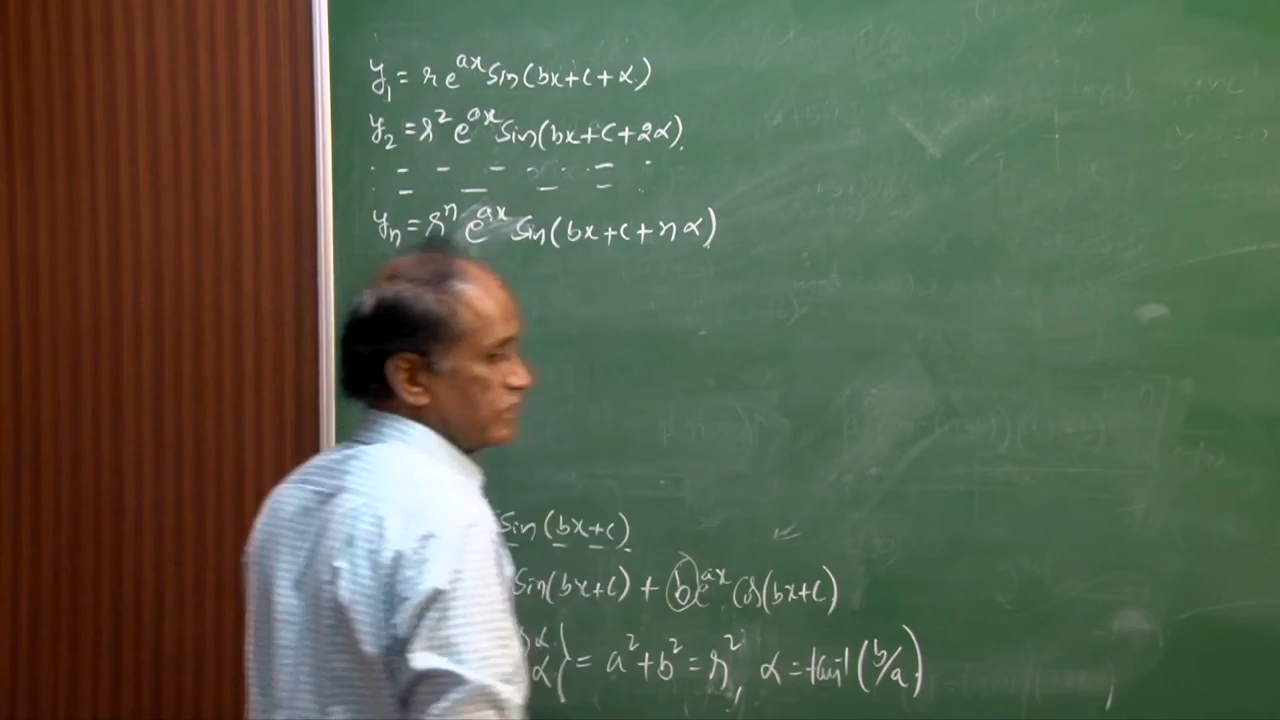 y₁ = r e^{ax} Sin(bx+c+α)
y₂ = r² e^{ax} Sin(bx+c+2α)
yₙ = rⁿ e^{ax} Sin(bx+c+nα)
Sin(bx+c)
Sin(bx+c) + b e^{ax} Cos(bx+c)
α
α } = a²+b² = r², α = tan⁻¹(b/a)